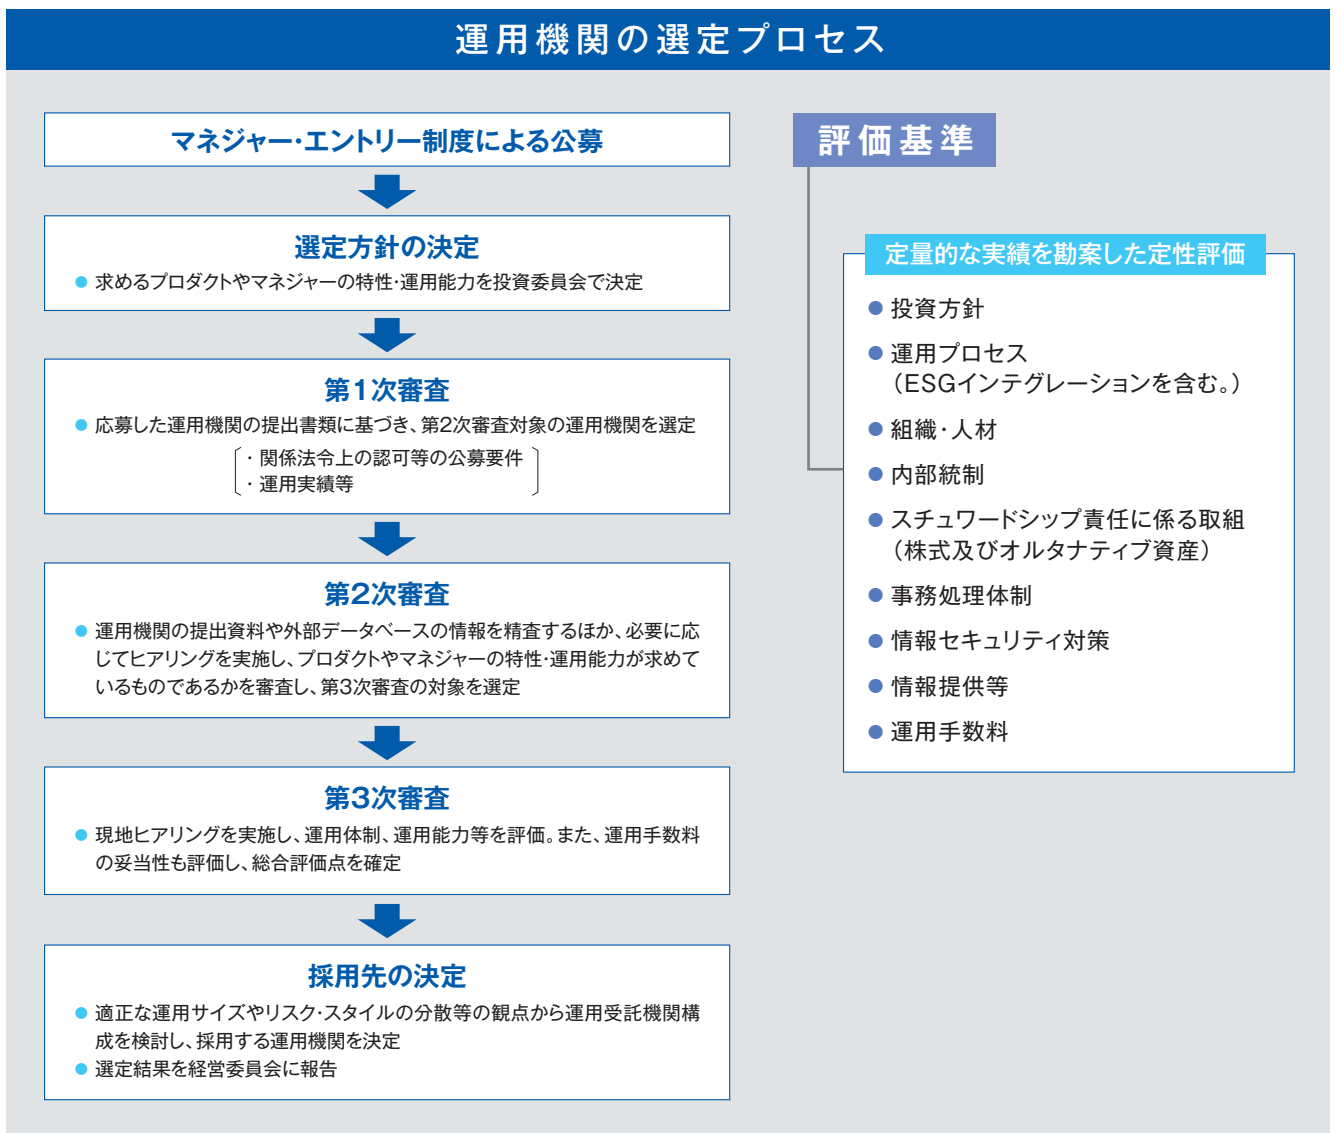 運用機関の選定プロセス
マネジャー・エントリー制度による公募
選定方針の決定
● 求めるプロダクトやマネジャーの特性・運用能力を投資委員会で決定
第1次審査
● 応募した運用機関の提出書類に基づき、第2次審査対象の運用機関を選定
・関係法令上の認可等の公募要件
・運用実績等
第2次審査
● 運用機関の提出資料や外部データベースの情報を精査するほか、必要に応
じてヒアリングを実施し、プロダクトやマネジャーの特性・運用能力が求めて
いるものであるかを審査し、第3次審査の対象を選定
第3次審査
● 現地ヒアリングを実施し、運用体制、運用能力等を評価。また、運用手数料
の妥当性も評価し、総合評価点を確定
採用先の決定
● 適正な運用サイズやリスク・スタイルの分散等の観点から運用受託機関構
成を検討し、採用する運用機関を決定
● 選定結果を経営委員会に報告
評価基準
定量的な実績を勘案した定性評価
● 投資方針
● 運用プロセス
（ESGインテグレーションを含む。）
● 組織・人材
● 内部統制
● スチュワードシップ責任に係る取組
（株式及びオルタナティブ資産）
● 事務処理体制
● 情報セキュリティ対策
● 情報提供等
● 運用手数料